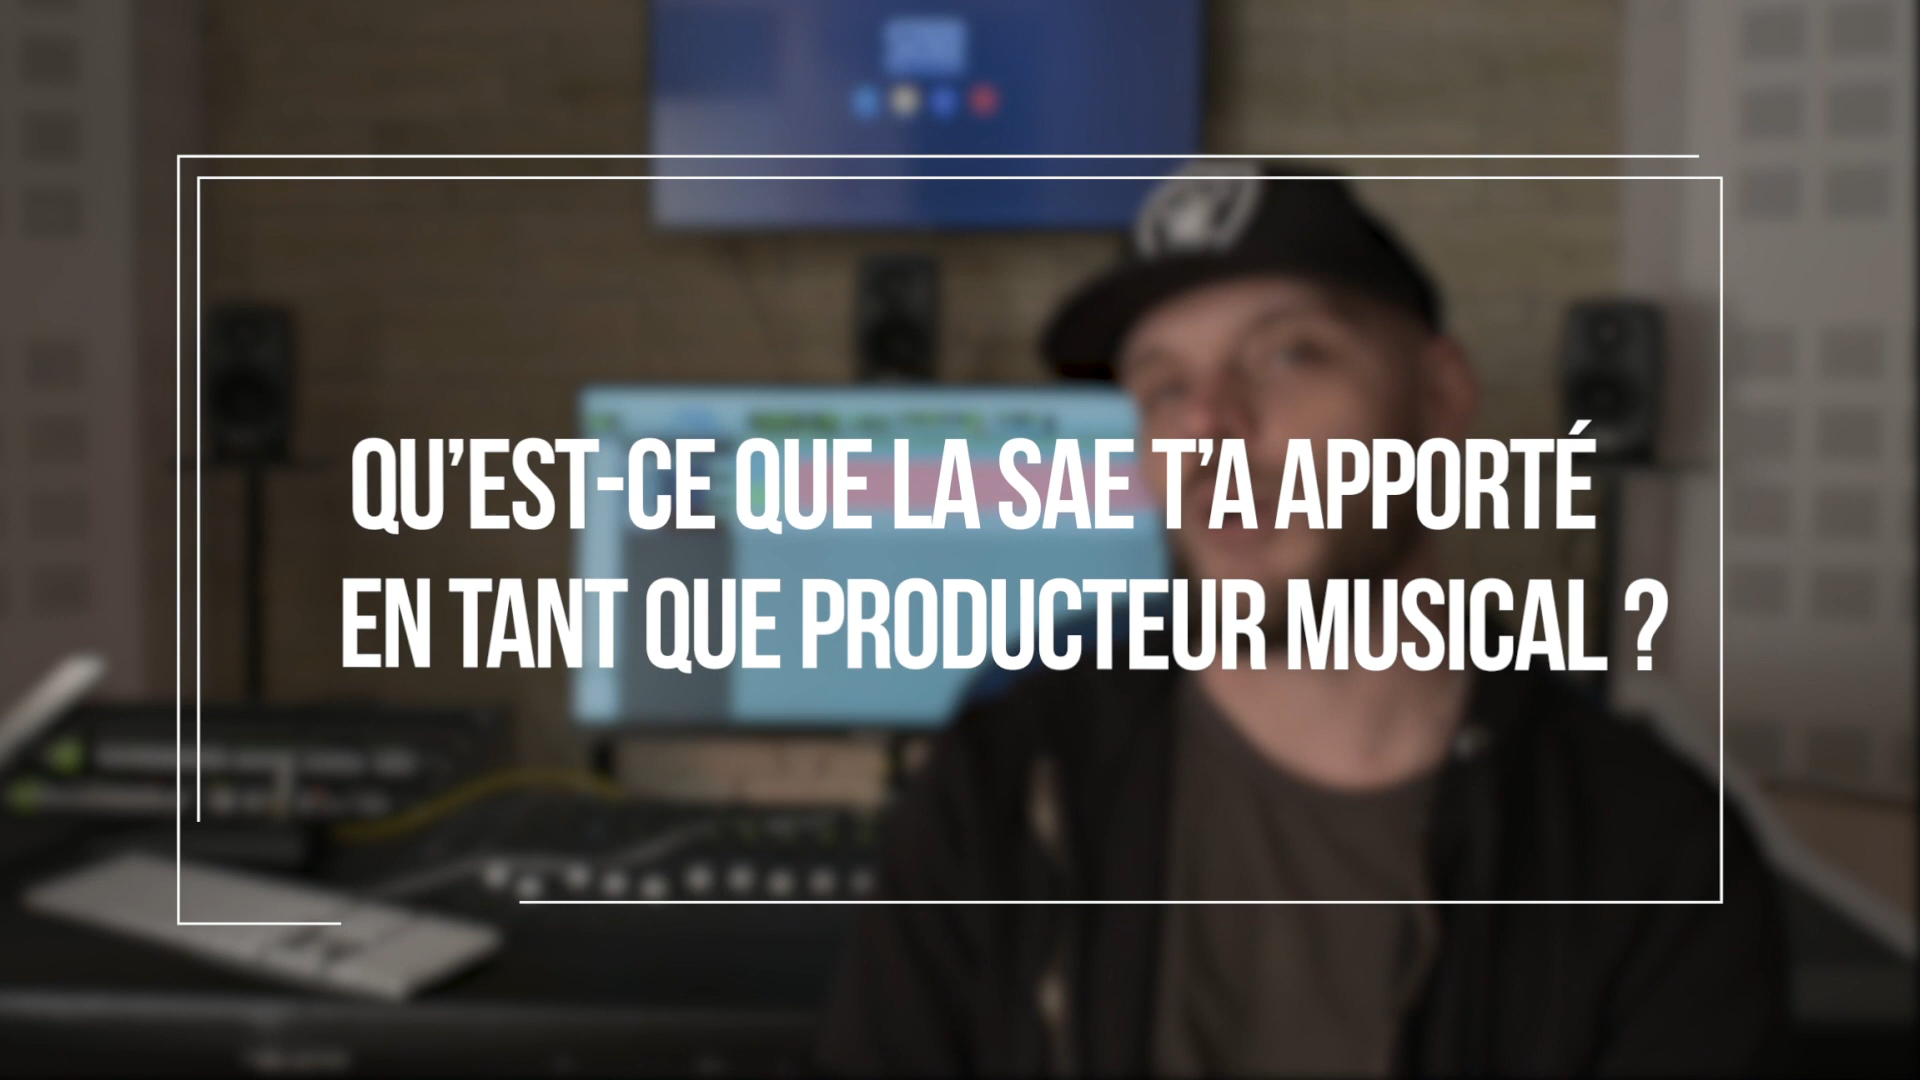 QU’EST-CE QUE LA SAE T’A APPORTÉ
EN TANT QUE PRODUCTEUR MUSICAL ?